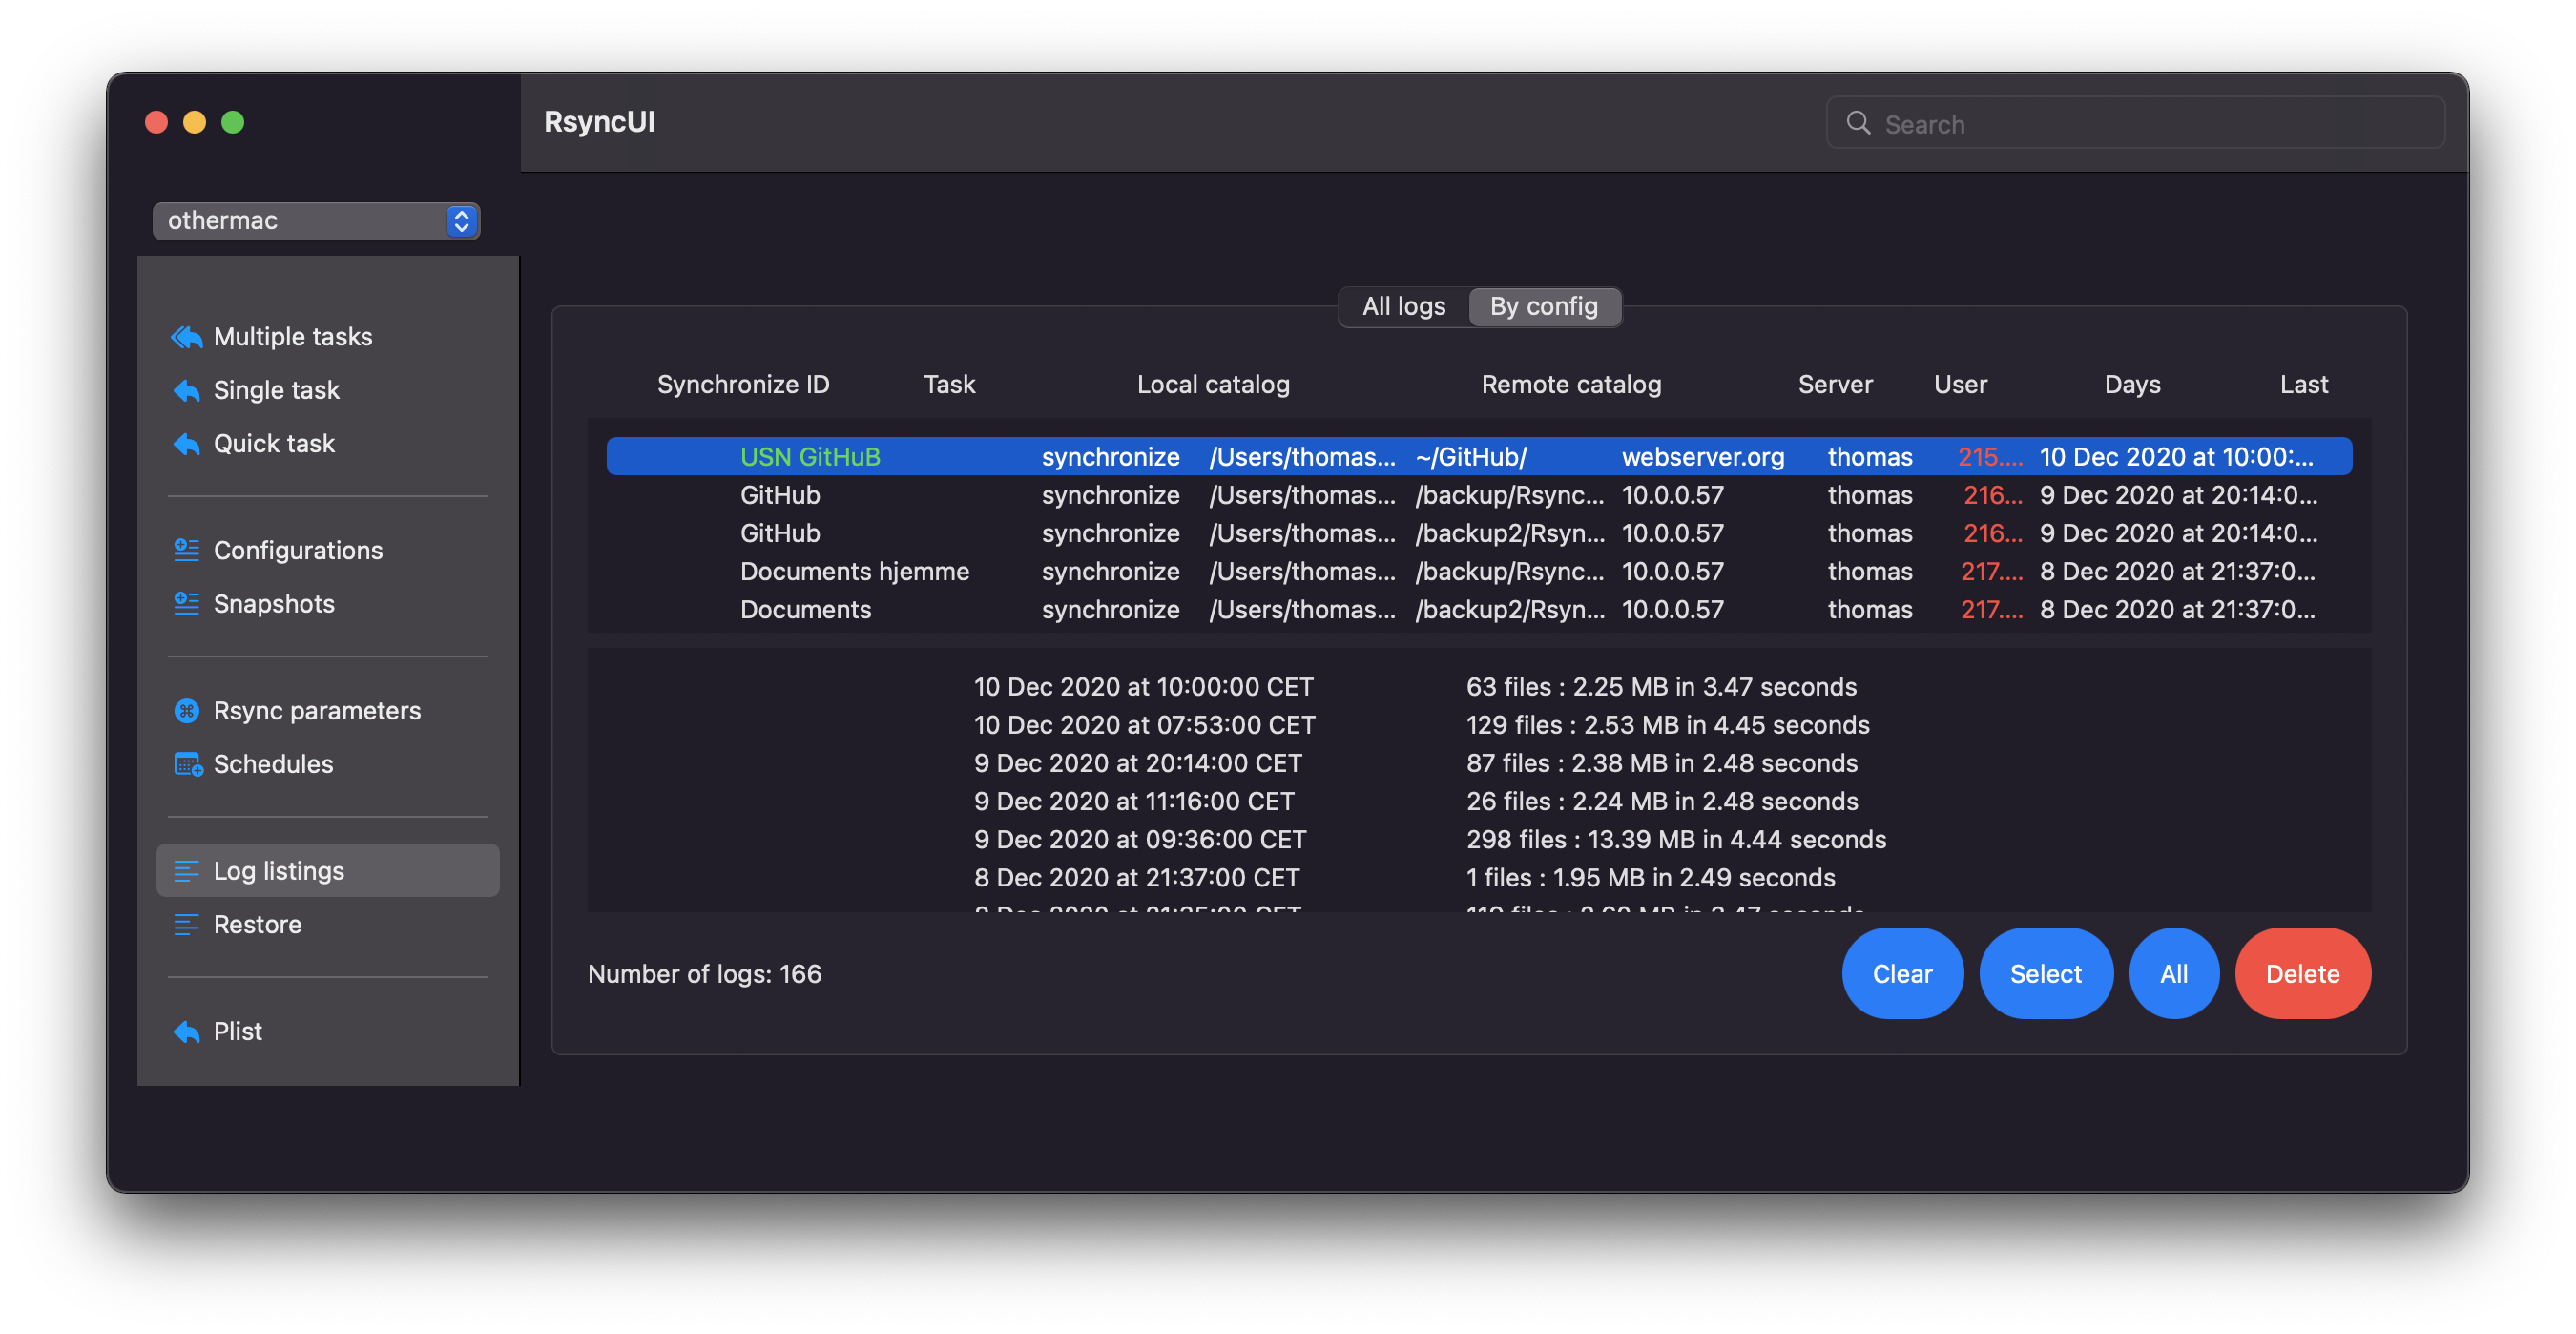 RsyncUI
Search
othermac
Multiple tasks
Single task
Quick task
Configurations
Snapshots
Rsync parameters
Schedules
Log listings
Restore
Plist
All logs By config
Synchronize ID Task Local catalog Remote catalog Server User Days Last
USN GitHuB synchronize /Users/thomas... ~/GitHub/ webserver.org thomas 215.... 10 Dec 2020 at 10:00:...
GitHub synchronize /Users/thomas... /backup/Rsync... 10.0.0.57 thomas 216... 9 Dec 2020 at 20:14:0...
GitHub synchronize /Users/thomas... /backup2/Rsyn... 10.0.0.57 thomas 216... 9 Dec 2020 at 20:14:0...
Documents hjemme synchronize /Users/thomas... /backup/Rsync... 10.0.0.57 thomas 217.... 8 Dec 2020 at 21:37:0...
Documents synchronize /Users/thomas... /backup2/Rsyn... 10.0.0.57 thomas 217.... 8 Dec 2020 at 21:37:0...
10 Dec 2020 at 10:00:00 CET 63 files : 2.25 MB in 3.47 seconds
10 Dec 2020 at 07:53:00 CET 129 files : 2.53 MB in 4.45 seconds
9 Dec 2020 at 20:14:00 CET 87 files : 2.38 MB in 2.48 seconds
9 Dec 2020 at 11:16:00 CET 26 files : 2.24 MB in 2.48 seconds
9 Dec 2020 at 09:36:00 CET 298 files : 13.39 MB in 4.44 seconds
8 Dec 2020 at 21:37:00 CET 1 files : 1.95 MB in 2.49 seconds
Number of logs: 166
Clear Select All Delete